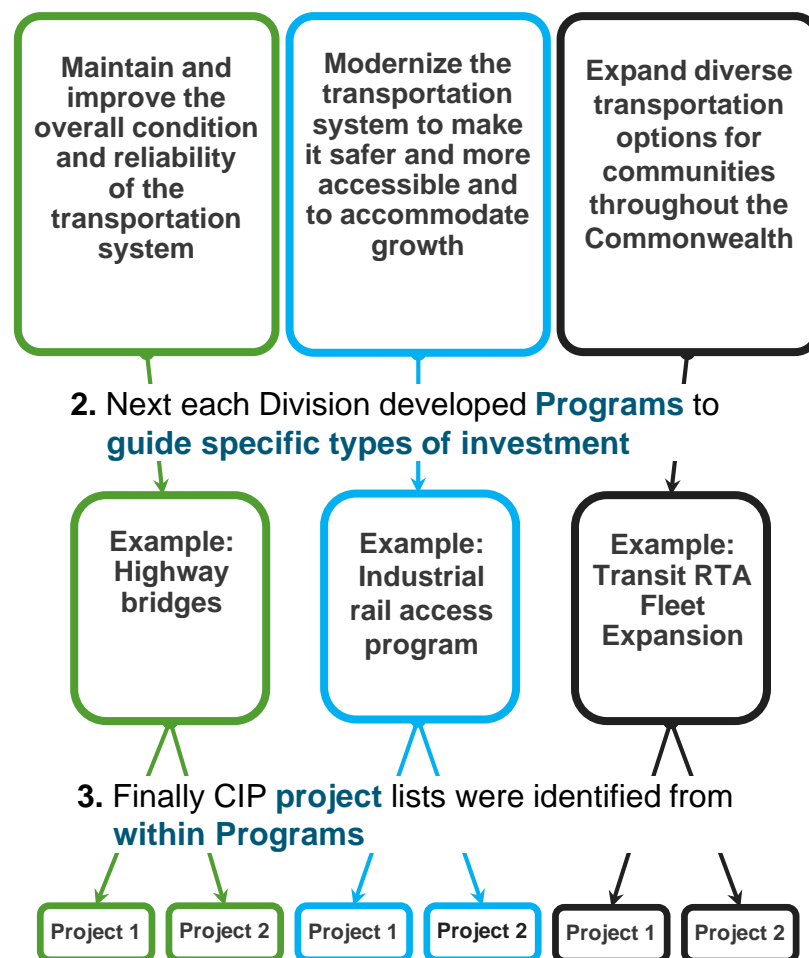 Maintain and
improve the
overall condition
and reliability
of the
transportation
system
Modernize the
transportation
system to make
it safer and more
accessible and
to accommodate
growth
Expand diverse
transportation
options for
communities
throughout the
Commonwealth
2. Next each Division developed Programs to
guide specific types of investment
Example:
Highway
bridges
Example:
Industrial
rail access
program
Example:
Transit RTA
Fleet
Expansion
3. Finally CIP project lists were identified from
within Programs
Project 1
Project 2
Project 1
Project 2
Project 1
Project 2